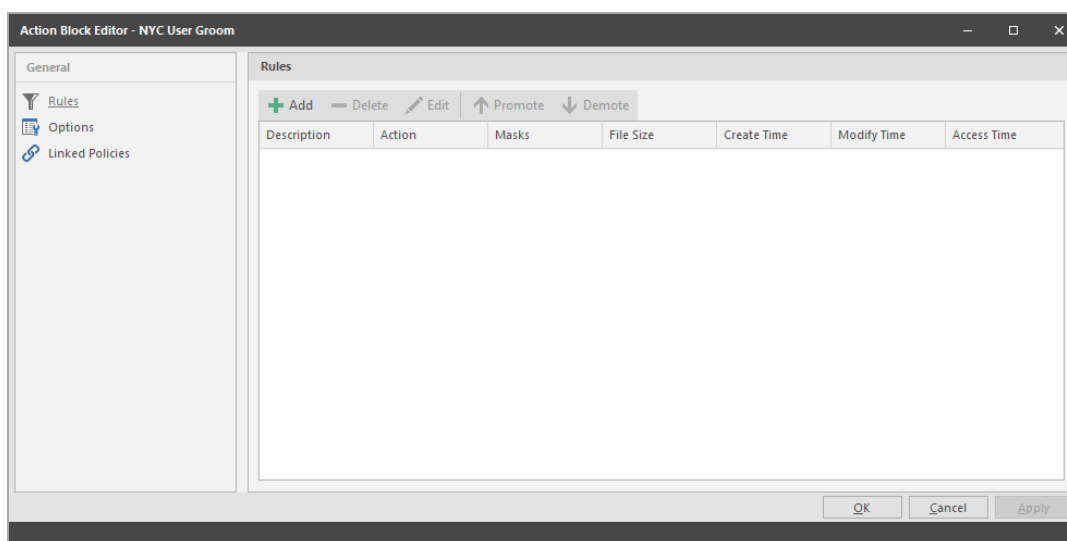 Action Block Editor - NYC User Groom
General
Rules
Options
Linked Policies
Rules
Add Delete Edit Promote Demote
Description Action Masks File Size Create Time Modify Time Access Time
OK Cancel Apply